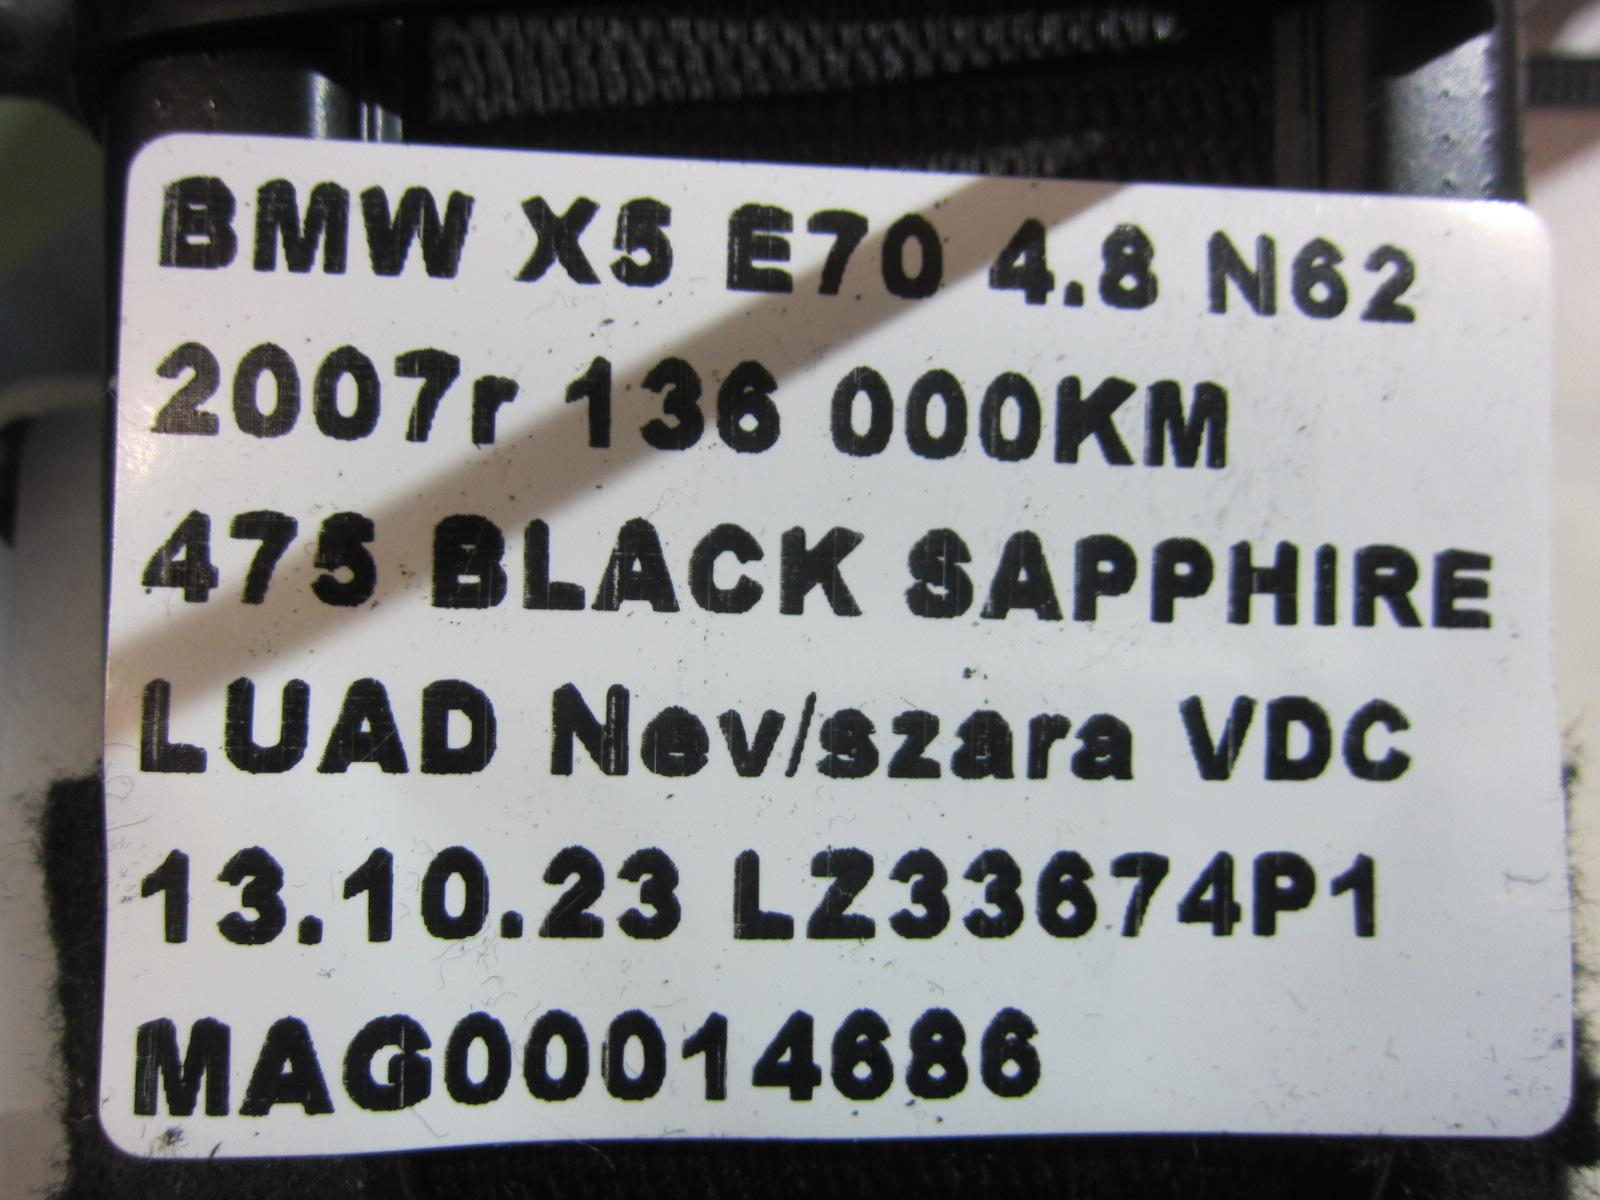 BMW X5 E70 4.8 N62
2007r 136 000KM
475 BLACK SAPPHIRE
LUAD Nev/szara VDC
13.10.23 LZ33674P1
MAG00014686